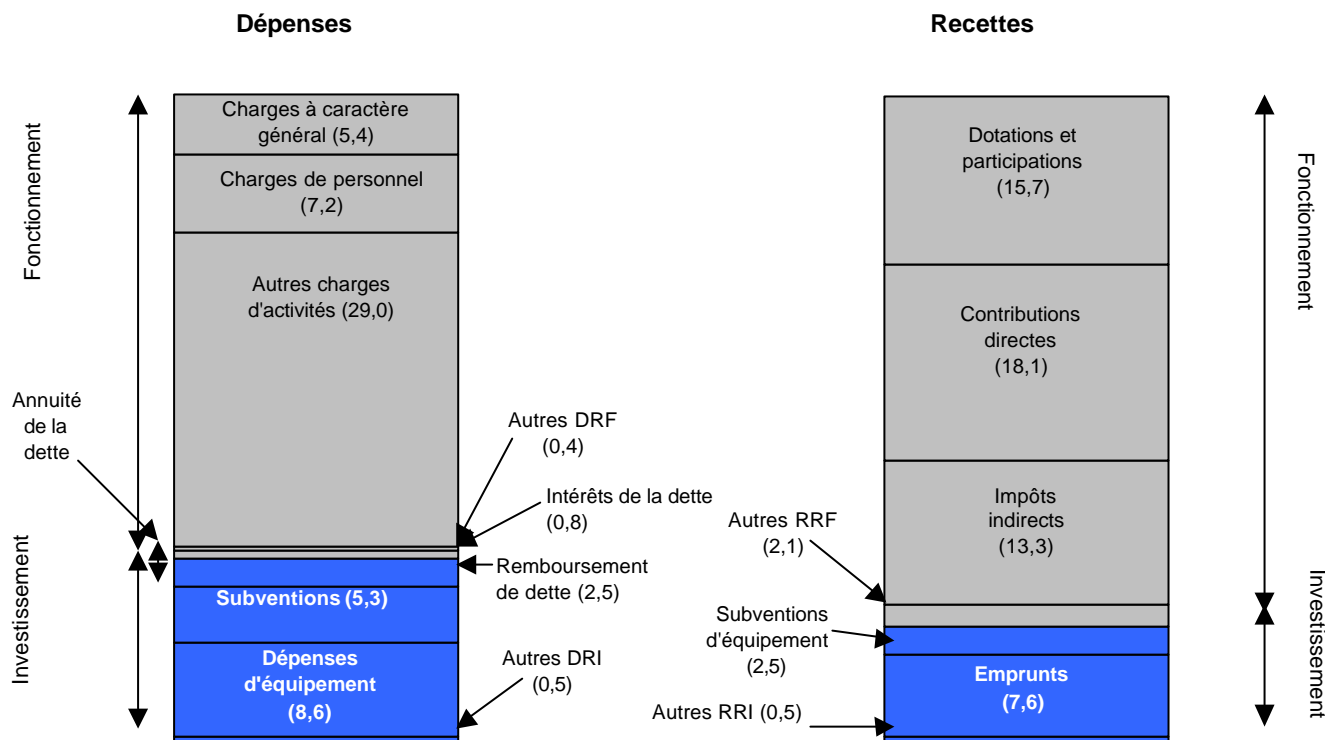 Dépenses
Recettes
Fonctionnement
Investissement
Charges à caractère
général (5,4)
Charges de personnel
(7,2)
Autres charges
d'activités (29,0)
Annuité
de la
dette
Autres DRF
(0,4)
Intérêts de la dette
(0,8)
Remboursement
de dette (2,5)
Subventions (5,3)
Dépenses
d'équipement
(8,6)
Autres DRI
(0,5)
Dotations et
participations
(15,7)
Contributions
directes
(18,1)
Impôts
indirects
(13,3)
Autres RRF
(2,1)
Subventions
d'équipement
(2,5)
Emprunts
(7,6)
Autres RRI (0,5)
Fonctionnement
Investissement